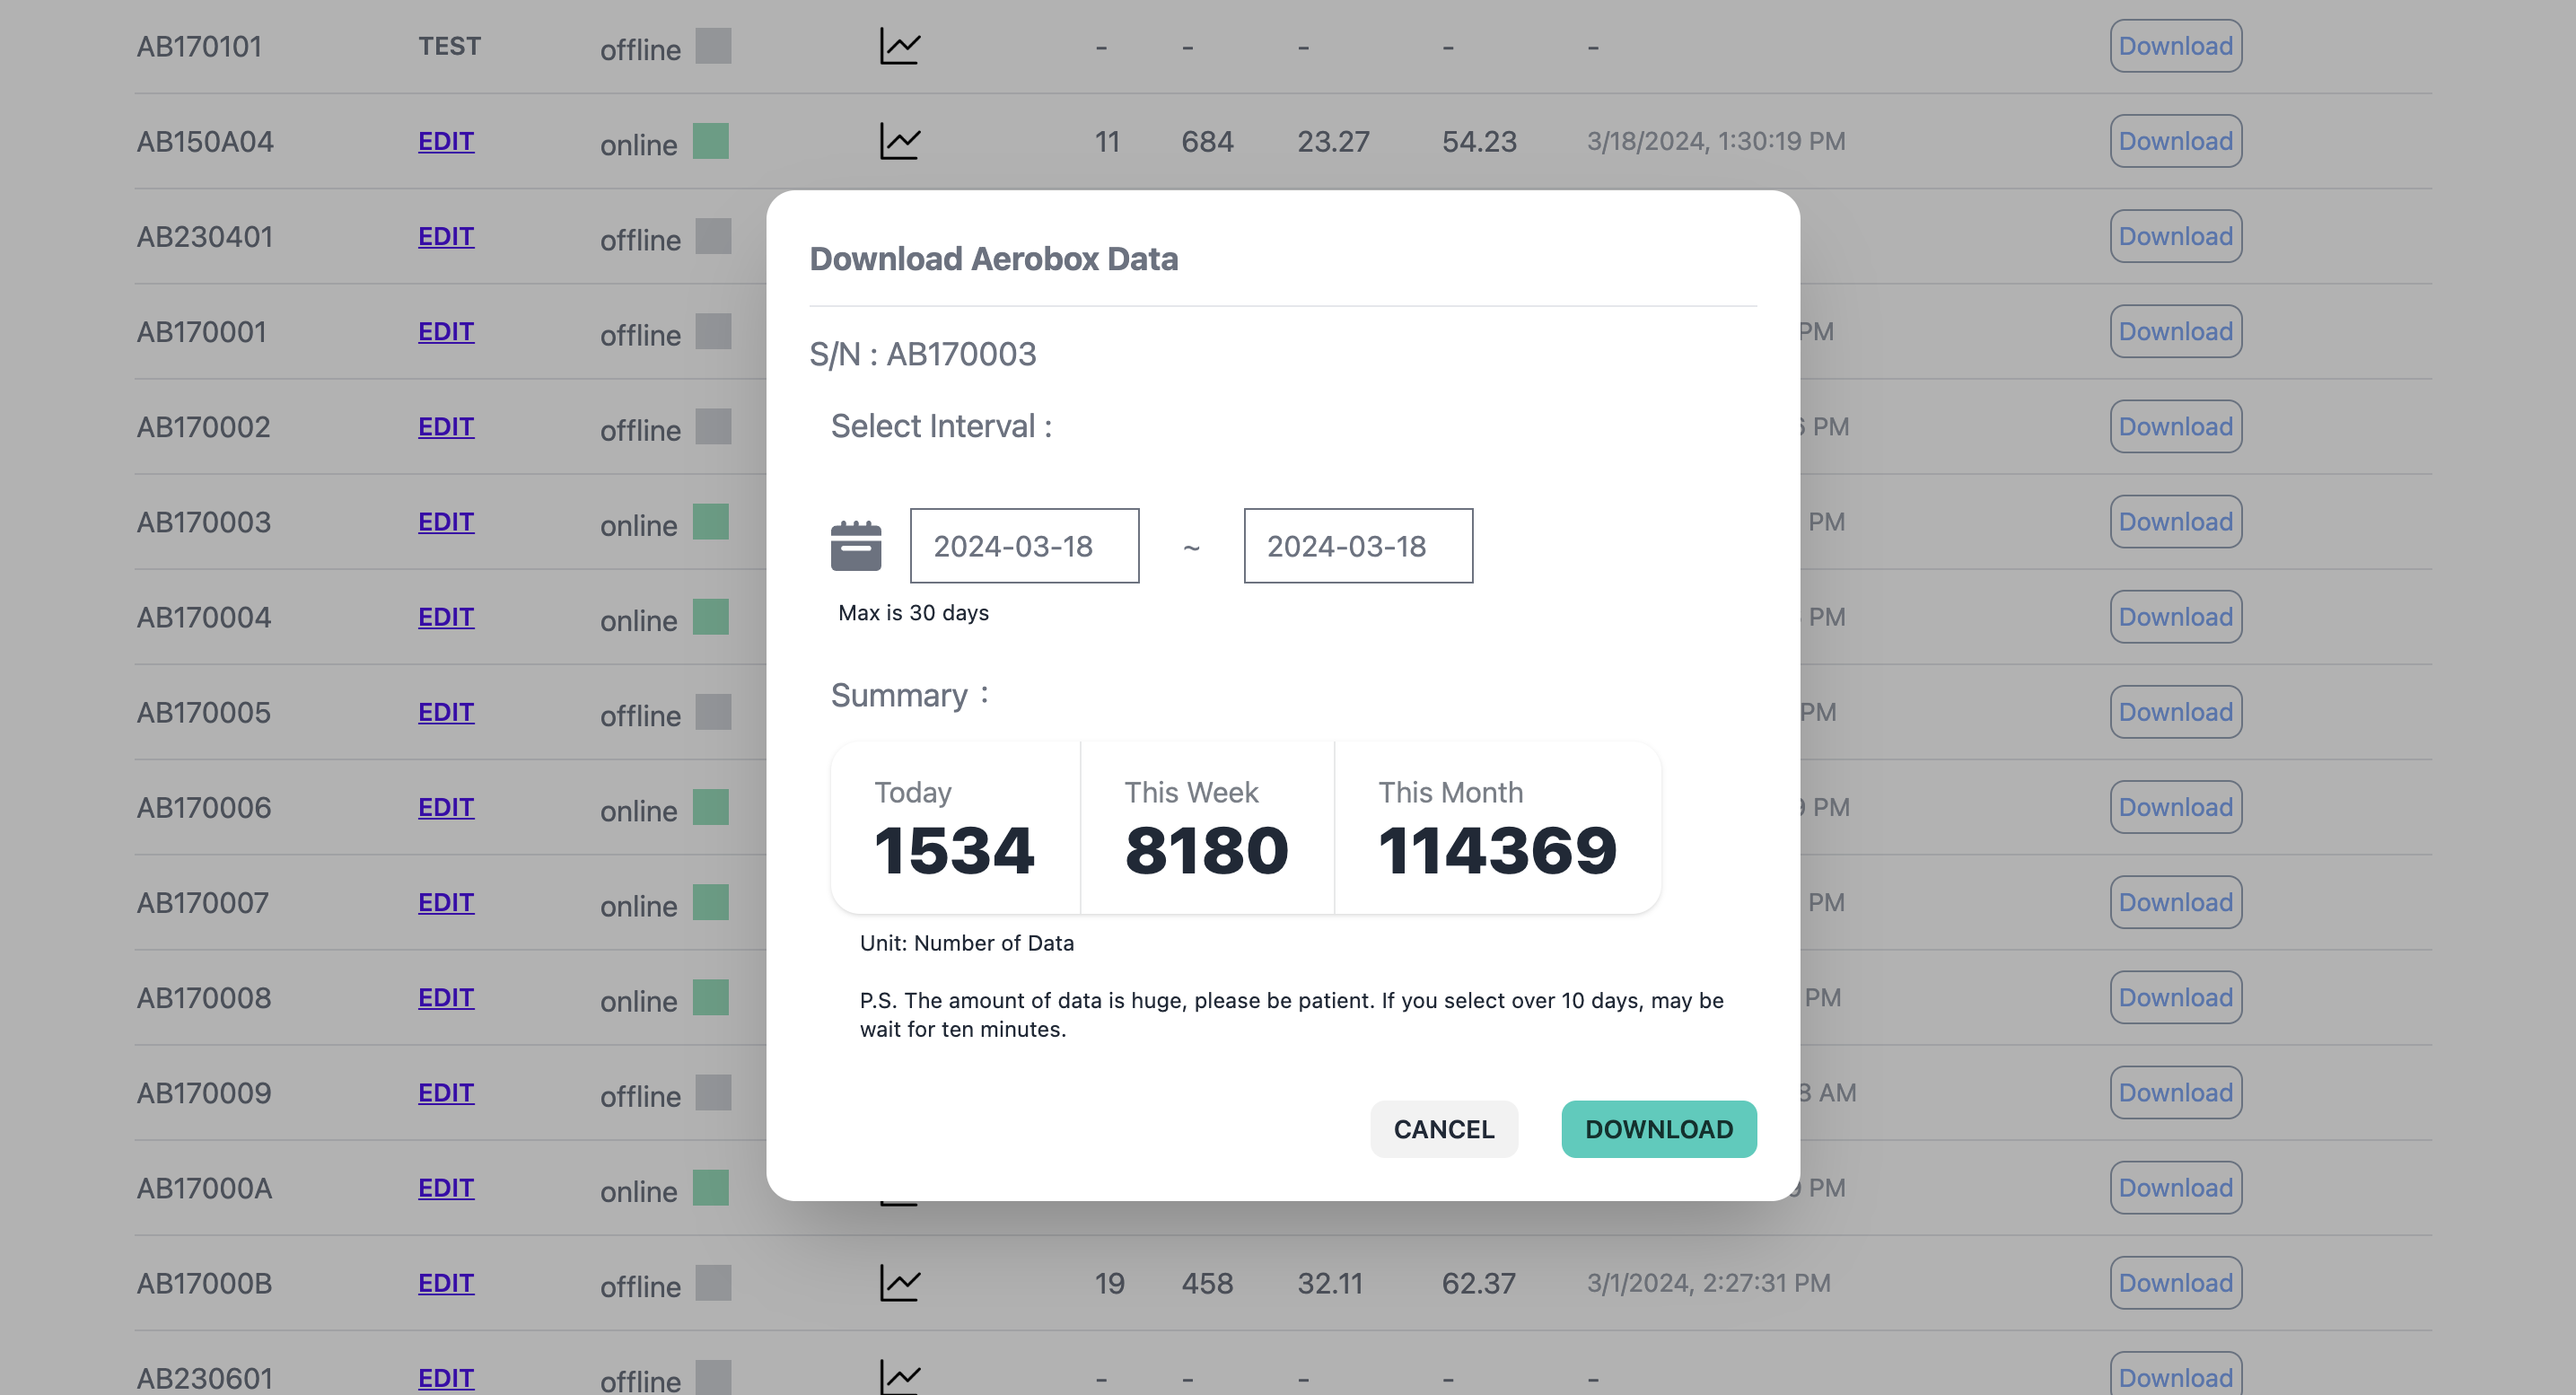 AB170101 TEST offline - - - - - Download
AB150A04 EDIT online 11 684 23.27 54.23 3/18/2024, 1:30:19 PM Download
AB230401 EDIT offline Download
AB170001 EDIT offline PM Download
AB170002 EDIT offline PM Download
AB170003 EDIT online PM Download
AB170004 EDIT online PM Download
AB170005 EDIT offline PM Download
AB170006 EDIT online PM Download
AB170007 EDIT online PM Download
AB170008 EDIT online PM Download
AB170009 EDIT offline AM Download
AB17000A EDIT online PM Download
AB17000B EDIT offline 19 458 32.11 62.37 3/1/2024, 2:27:31 PM Download
AB230601 EDIT offline - - - - - Download
Download Aerobox Data
S/N : AB170003
Select Interval :
2024-03-18 ~ 2024-03-18
Max is 30 days
Summary :
Today This Week This Month
1534 8180 114369
Unit: Number of Data
P.S. The amount of data is huge, please be patient. If you select over 10 days, may be
wait for ten minutes.
CANCEL DOWNLOAD